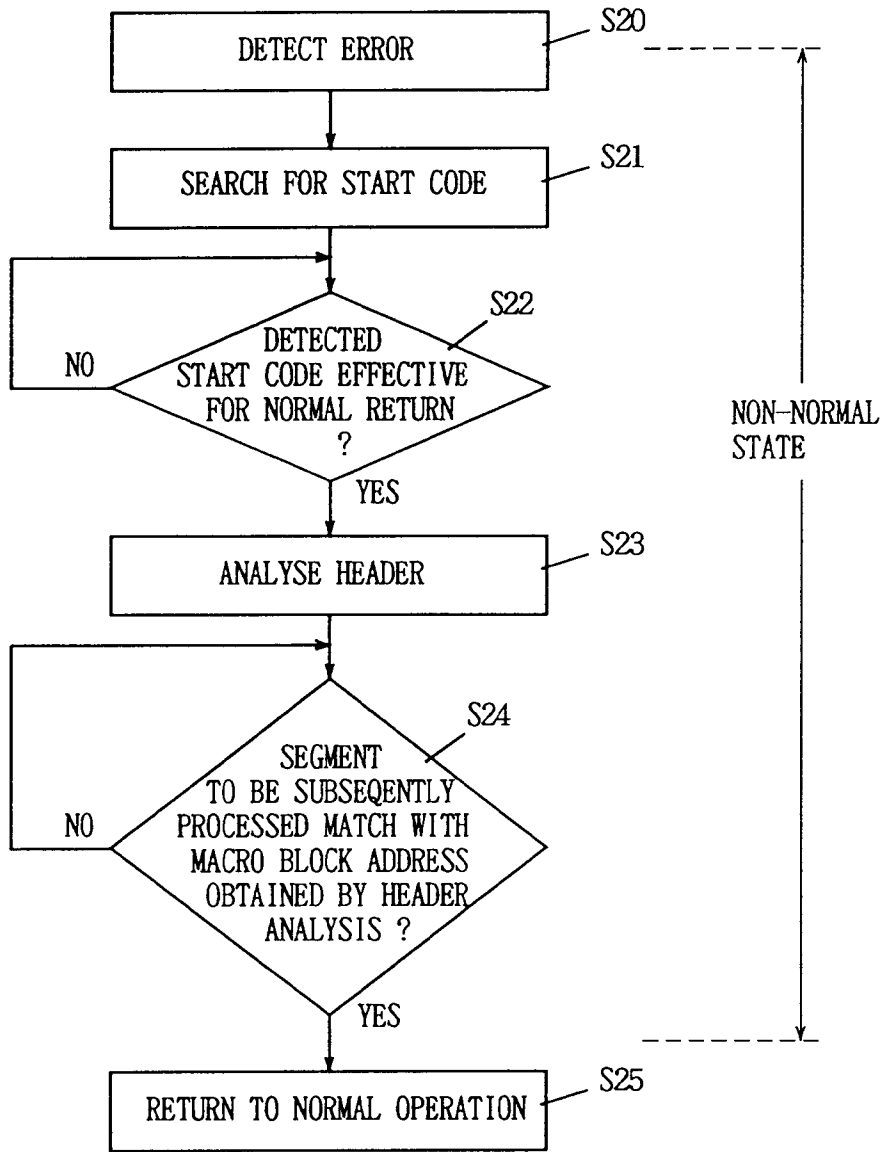 S20
DETECT ERROR
S21
SEARCH FOR START CODE
S22
DETECTED
START CODE EFFECTIVE
FOR NORMAL RETURN
?
NO
YES
NON-NORMAL
STATE
S23
ANALYSE HEADER
S24
SEGMENT
TO BE SUBSEQENTLY
PROCESSED MATCH WITH
MACRO BLOCK ADDRESS
OBTAINED BY HEADER
ANALYSIS ?
NO
YES
S25
RETURN TO NORMAL OPERATION